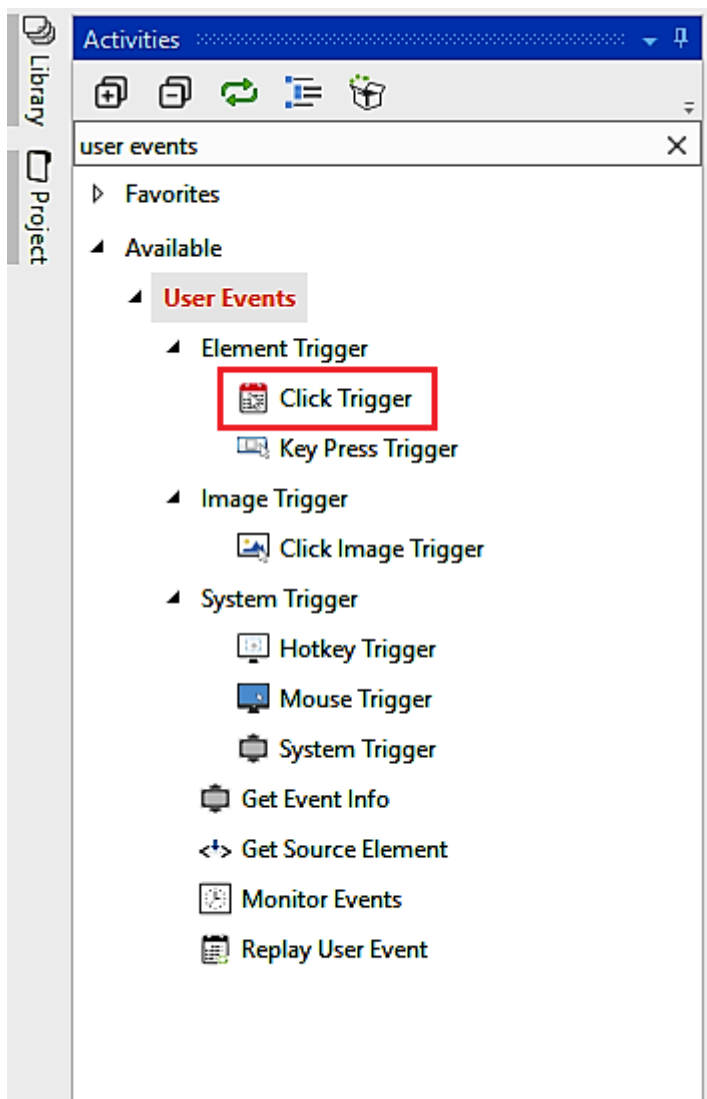 Library
Project
Activities
user events
Favorites
Available
User Events
Element Trigger
Click Trigger
Key Press Trigger
Image Trigger
Click Image Trigger
System Trigger
Hotkey Trigger
Mouse Trigger
System Trigger
Get Event Info
Get Source Element
Monitor Events
Replay User Event